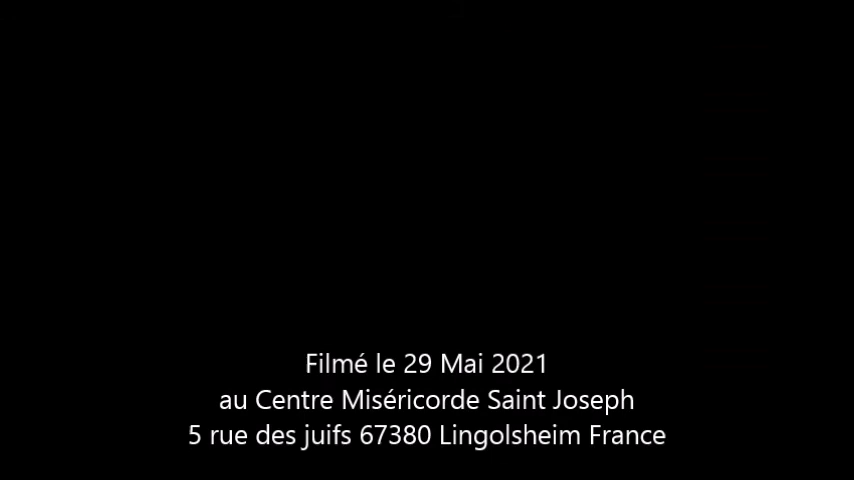 Filmé le 29 Mai 2021
au Centre Miséricorde Saint Joseph
5 rue des juifs 67380 Lingolsheim France